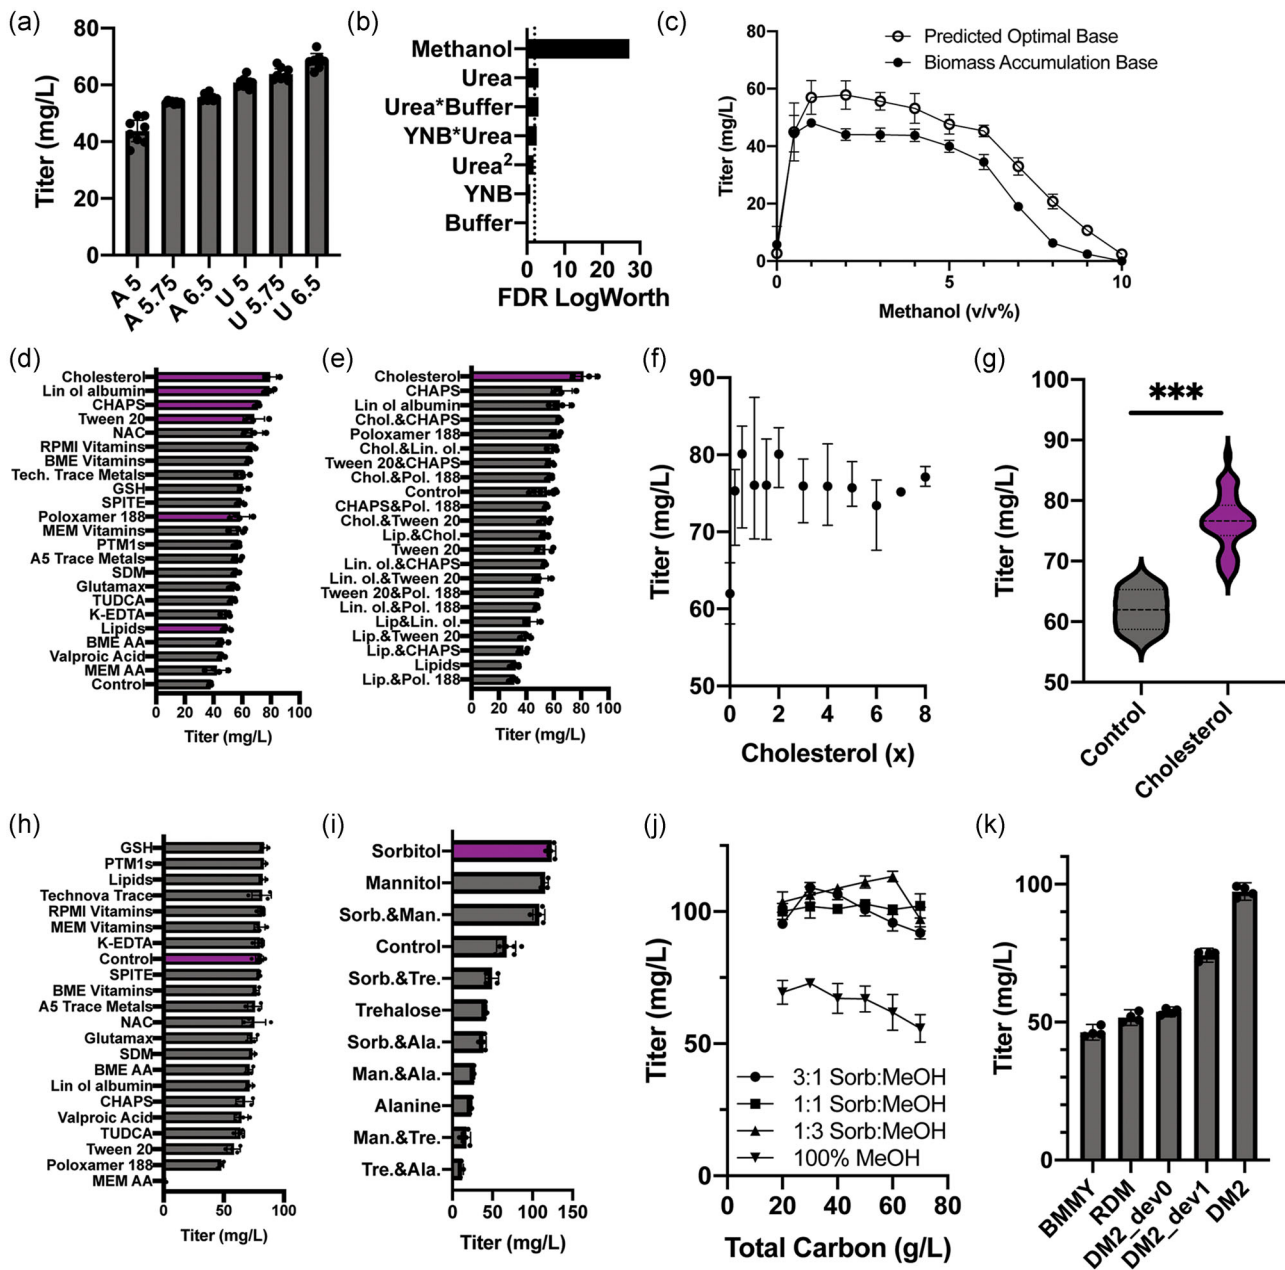 (a)
80
60
40
20
0
Titer (mg/L)
A 5
A 5.75
A 6.5
U 5
U 5.75
U 6.5
(b)
Methanol
Urea
Urea*Buffer
YNB*Urea
Urea²
YNB
Buffer
0 10 20 30
FDR LogWorth
(c)
80
60
40
20
0
Titer (mg/L)
Predicted Optimal Base
Biomass Accumulation Base
0 5 10
Methanol (v/v%)
(d)
Cholesterol
Lin ol albumin
CHAPS
Tween 20
NAC
RPMI Vitamins
BME Vitamins
Tech. Trace Metals
GSH
SPITE
Poloxamer 188
MEM Vitamins
PTM1s
A5 Trace Metals
SDM
Glutamax
TUDCA
K-EDTA
Lipids
BME AA
Valproic Acid
MEM AA
Control
0 20 40 60 80 100
Titer (mg/L)
(e)
Cholesterol
CHAPS
Lin ol albumin
Chol.&CHAPS
Poloxamer 188
Chol.&Lin. ol.
Tween 20&CHAPS
Chol.&Pol. 188
Control
CHAPS&Pol. 188
Chol.&Tween 20
Lip.&Chol.
Tween 20
Lin. ol.&CHAPS
Lin. ol.&Tween 20
Tween 20&Pol. 188
Lin. ol.&Pol. 188
Lip&Lin. ol.
Lip.&Tween 20
Lip.&CHAPS
Lipids
Lip.&Pol. 188
0 20 40 60 80 100
Titer (mg/L)
(f)
90
80
70
60
50
Titer (mg/L)
0 2 4 6 8
Cholesterol (x)
(g)
100
90
80
70
60
50
Titer (mg/L)
***
Control
Cholesterol
(h)
GSH
PTM1s
Lipids
Technova Trace
RPMI Vitamins
MEM Vitamins
K-EDTA
Control
SPITE
BME Vitamins
A5 Trace Metals
NAC
Glutamax
SDM
BME AA
Lin ol albumin
CHAPS
Valproic Acid
TUDCA
Tween 20
Poloxamer 188
MEM AA
0 50 100
Titer (mg/L)
(i)
Sorbitol
Mannitol
Sorb.&Man.
Control
Sorb.&Tre.
Trehalose
Sorb.&Ala.
Man.&Ala.
Alanine
Man.&Tre.
Tre.&Ala.
0 50 100 150
Titer (mg/L)
(j)
100
50
0
Titer (mg/L)
3:1 Sorb:MeOH
1:1 Sorb:MeOH
1:3 Sorb:MeOH
100% MeOH
0 20 40 60 80
Total Carbon (g/L)
(k)
100
50
0
Titer (mg/L)
BMMY
RDM
DM2_dev0
DM2_dev1
DM2